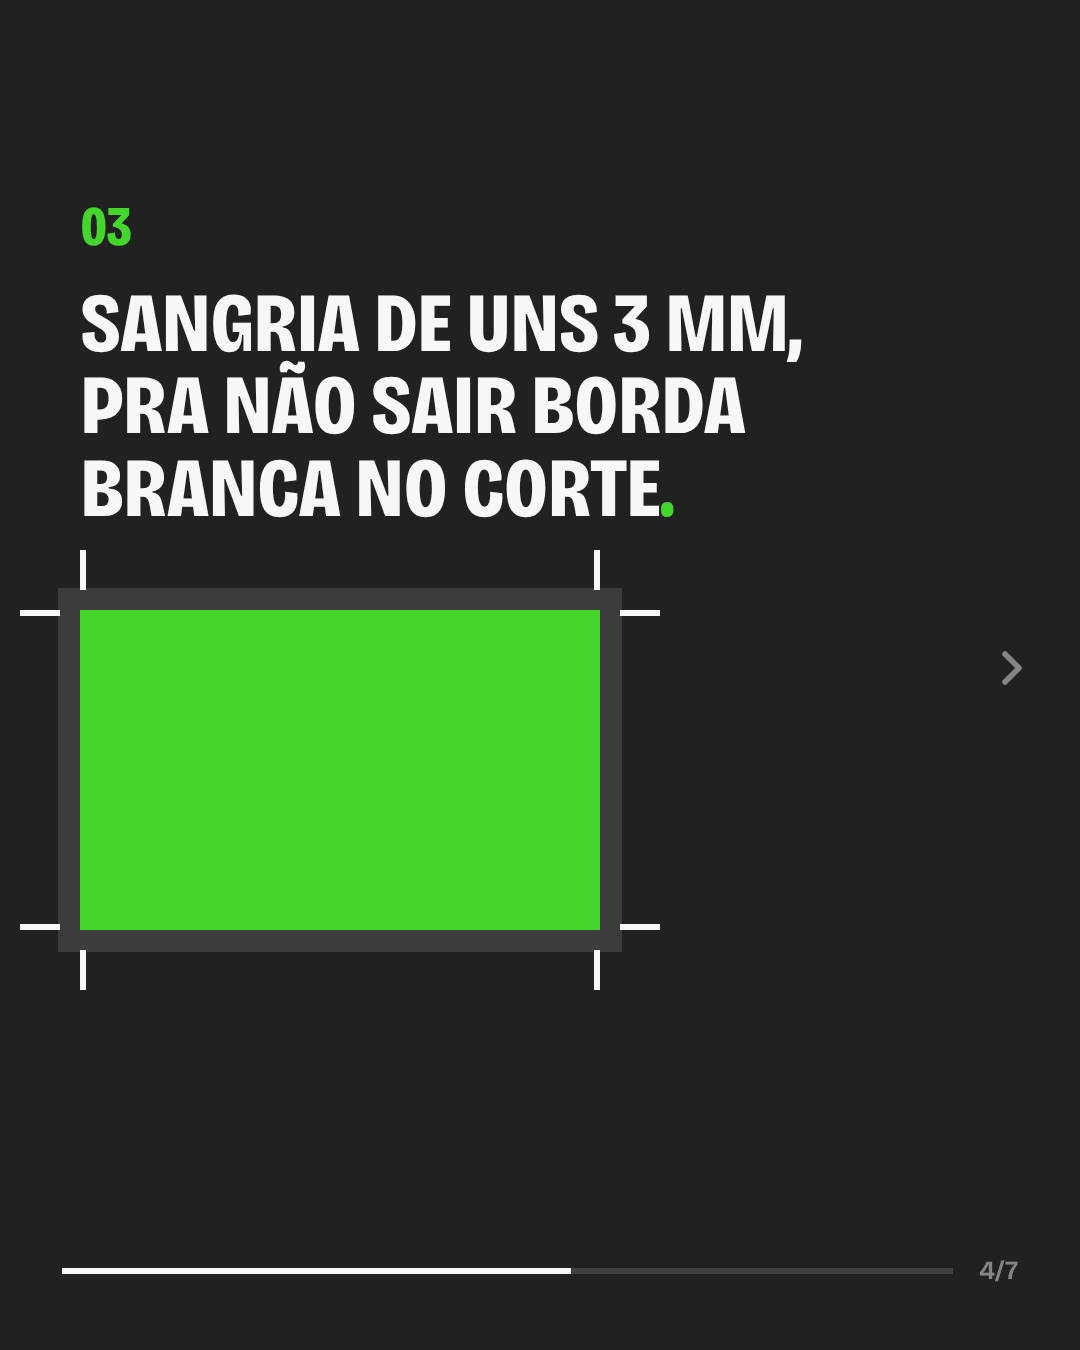 03
SANGRIA DE UNS 3 MM,
PRA NÃO SAIR BORDA
BRANCA NO CORTE.
4/7